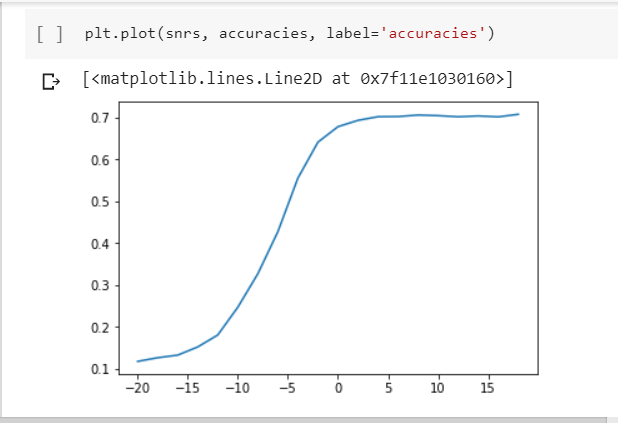 [ ] plt.plot(snrs, accuracies, label='accuracies')
[<matplotlib.lines.Line2D at 0x7f11e1030160>]
0.7
0.6
0.5
0.4
0.3
0.2
0.1
−20 −15 −10 −5 0 5 10 15